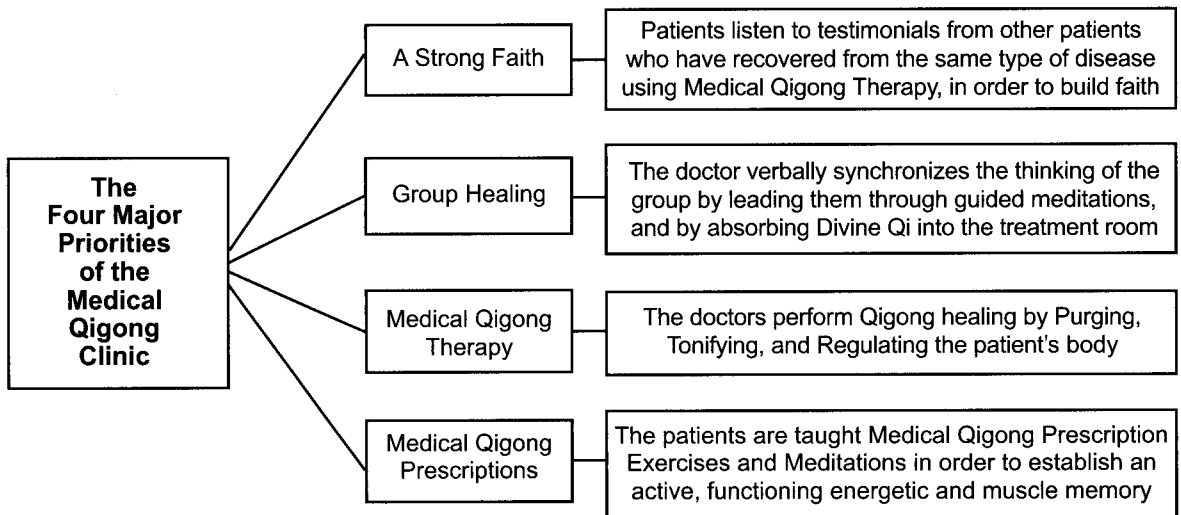 The
Four Major
Priorities
of the
Medical
Qigong
Clinic
A Strong Faith
Patients listen to testimonials from other patients
who have recovered from the same type of disease
using Medical Qigong Therapy, in order to build faith
Group Healing
The doctor verbally synchronizes the thinking of the
group by leading them through guided meditations,
and by absorbing Divine Qi into the treatment room
Medical Qigong
Therapy
The doctors perform Qigong healing by Purging,
Tonifying, and Regulating the patient's body
Medical Qigong
Prescriptions
The patients are taught Medical Qigong Prescription
Exercises and Meditations in order to establish an
active, functioning energetic and muscle memory